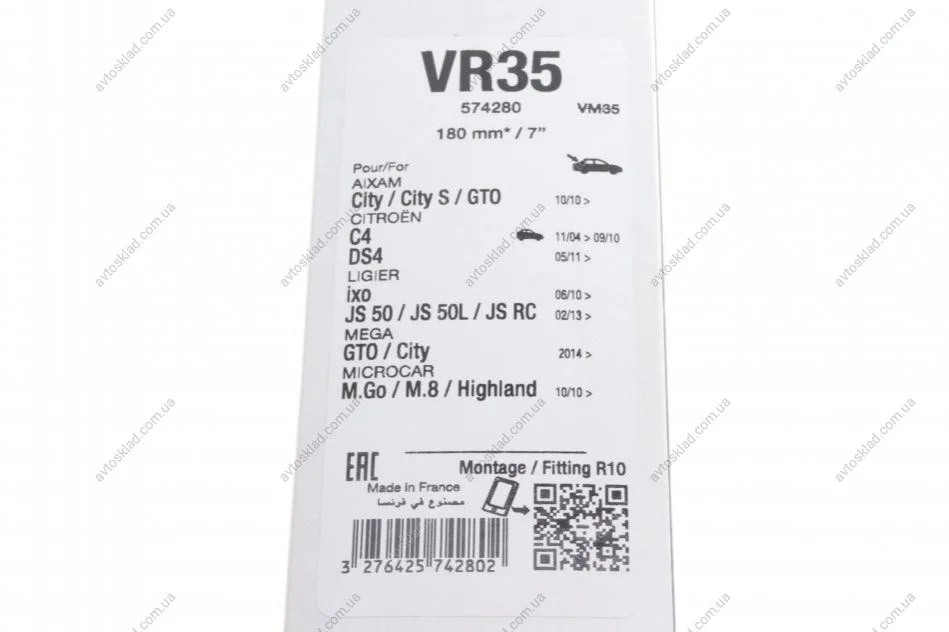 VR35
574280 VM35
180 mm* / 7”
Pour/For
AIXAM
City / City S / GTO 10/10 >
CITROËN
C4 11/04 > 09/10
DS4 05/11 >
LIGIER
ixo 06/10 >
JS 50 / JS 50L / JS RC 02/13 >
MEGA
GTO / City 2014 >
MICROCAR
M.Go / M.8 / Highland 10/10 >
EAC Montage / Fitting R10
Made in France
مصنوع في فرنسا
3 276425 742802
avtosklad.com.ua